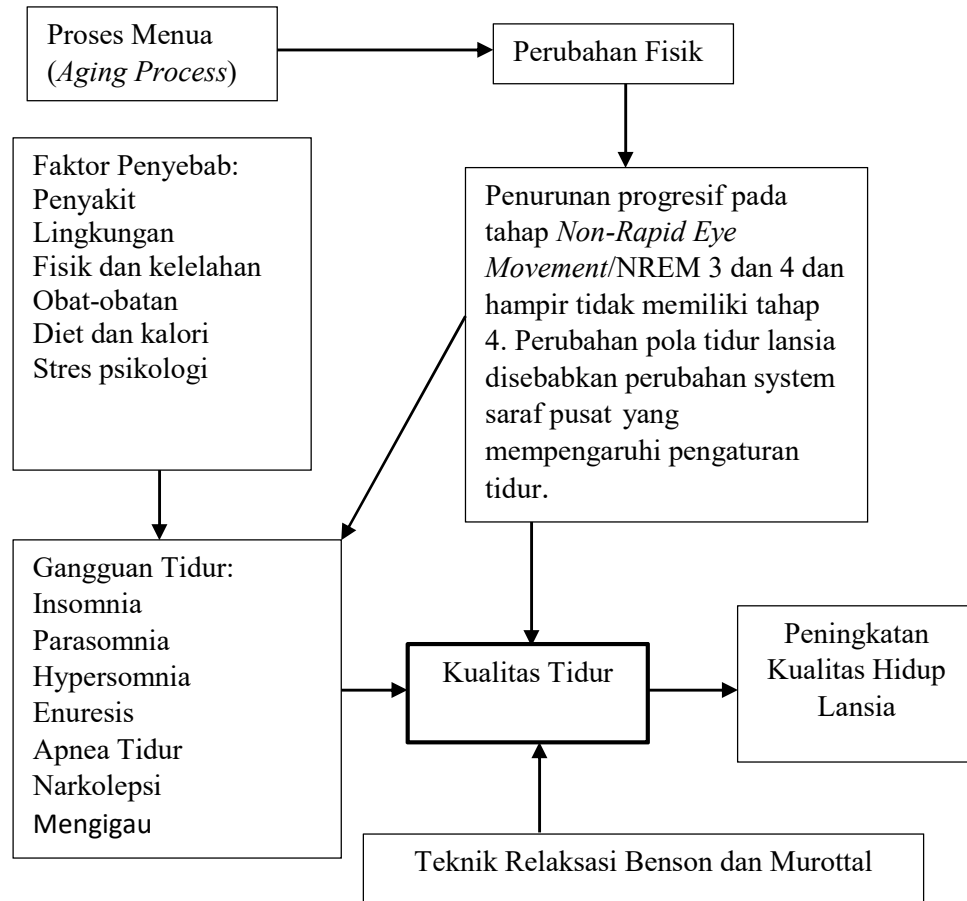 Proses Menua
(Aging Process)
Perubahan Fisik
Faktor Penyebab:
Penyakit
Lingkungan
Fisik dan kelelahan
Obat-obatan
Diet dan kalori
Stres psikologi
Penurunan progresif pada
tahap Non-Rapid Eye
Movement/NREM 3 dan 4 dan
hampir tidak memiliki tahap
4. Perubahan pola tidur lansia
disebabkan perubahan system
saraf pusat yang
mempengaruhi pengaturan
tidur.
Gangguan Tidur:
Insomnia
Parasomnia
Hypersomnia
Enuresis
Apnea Tidur
Narkolepsi
Mengigau
Kualitas Tidur
Peningkatan
Kualitas Hidup
Lansia
Teknik Relaksasi Benson dan Murottal